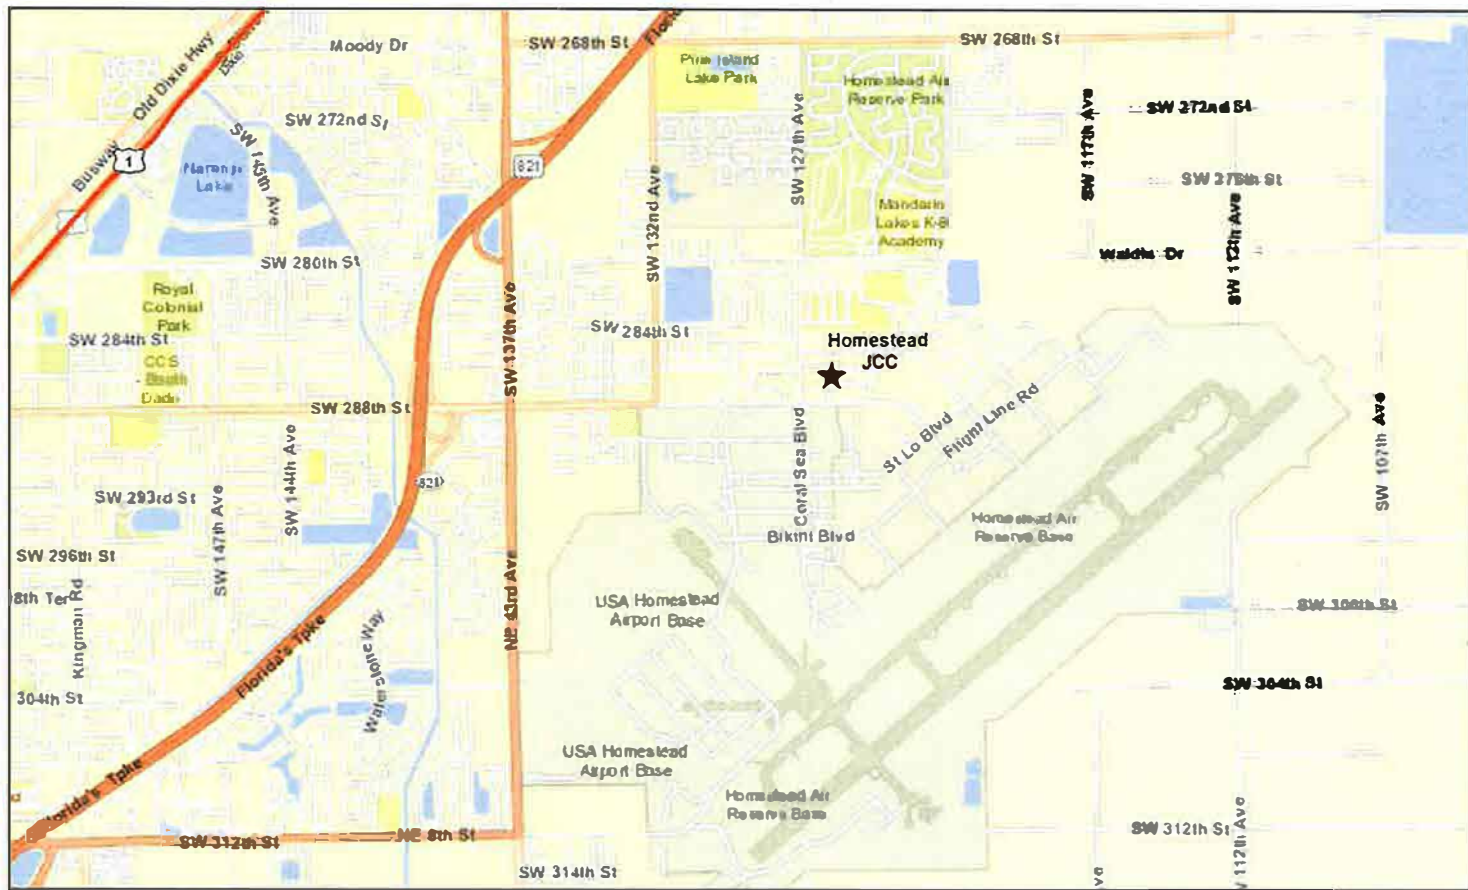 Moody Dr
SW 268th St
SW 268th St
Old Dixie Hwy
Pine Island
Lake Park
Homestead Air
Reserve Park
SW 272nd St
SW 272nd St
SW 117th Ave
SW 127th Ave
SW 145th Ave
Busway
1
821
Naranja
Lake
SW 132nd Ave
SW 276th St
Mandarin
Lakes K-8
Academy
SW 112th Ave
Waldin Dr
SW 280th St
Royal
Colonial
Park
SW 137th Ave
SW 284th St
SW 284th St
Homestead
JCC
CCS
South
Dade
SW 288th St
St Lo Blvd
Flight Line Rd
Coral Sea Blvd
SW 107th Ave
SW 144th Ave
821
SW 293rd St
SW 147th Ave
Bikini Blvd
Homestead Air
Reserve Base
SW 296th St
NE 43rd Ave
8th Ter
Kingman Rd
USA Homestead
Airport Base
SW 300th St
Florida's Tpke
Waterstone Way
304th St
SW 304th St
USA Homestead
Airport Base
Homestead Air
Reserve Base
orida's Tpke
SW 312th St
NE 8th St
SW 312th St
SW 314th St
V 112th Ave
ve